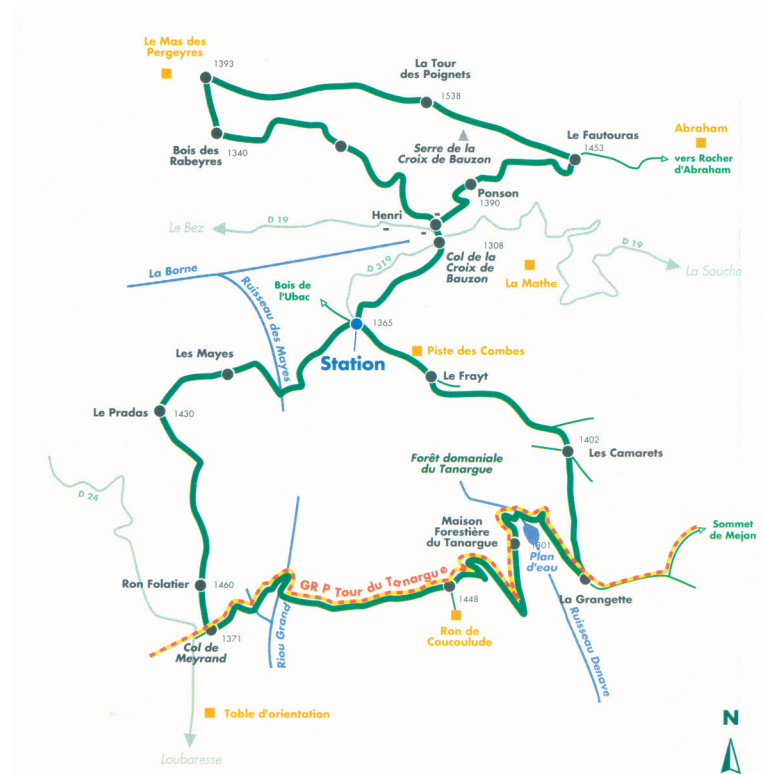 Le Mas des
Pergeyres
1393
La Tour
des Poignets
1538
Abraham
Le Fautouras
1453
vers Rocher
d'Abraham
Bois des
Rabeyres
1340
Serre de la
Croix de Bauzon
Ponson
1390
Henri
D 19
Le Bez
1308
Col de la
Croix de
Bauzon
D 319
D 19
La Souche
La Mathe
La Borne
Bois de
l'Ubac
Ruisseau des Mayes
1365
Station
Piste des Combes
Les Mayes
Le Frayt
Le Pradas
1430
1402
Les Camarets
Forêt domaniale
du Tanargue
D 24
Maison
Forestière
du Tanargue
1301
Plan
d'eau
Sommet
de Mejan
GR P Tour du Tanargue
Ron Folatier
1460
1448
La Grangette
Ron de
Coucoulude
Riou Grand
Ruisseau Denave
Col de
Meyrand
1371
Table d'orientation
Loubaresse
N